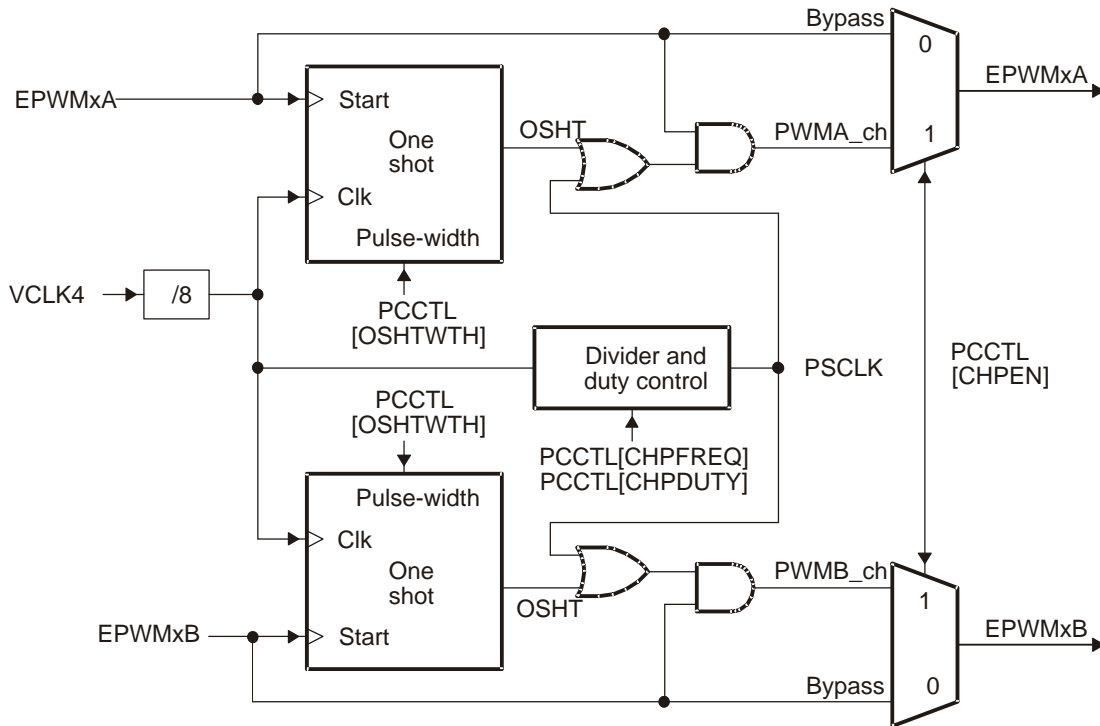 Bypass
0
EPWMxA
EPWMxA
Start
OSHT
PWMA_ch
1
One
shot
Clk
Pulse-width
VCLK4
/8
PCCTL
[OSHTWTH]
Divider and
duty control
PSCLK
PCCTL
[CHPEN]
PCCTL
[OSHTWTH]
PCCTL[CHPFREQ]
PCCTL[CHPDUTY]
Pulse-width
Clk
One
shot
OSHT
PWMB_ch
1
EPWMxB
Start
EPWMxB
Bypass
0